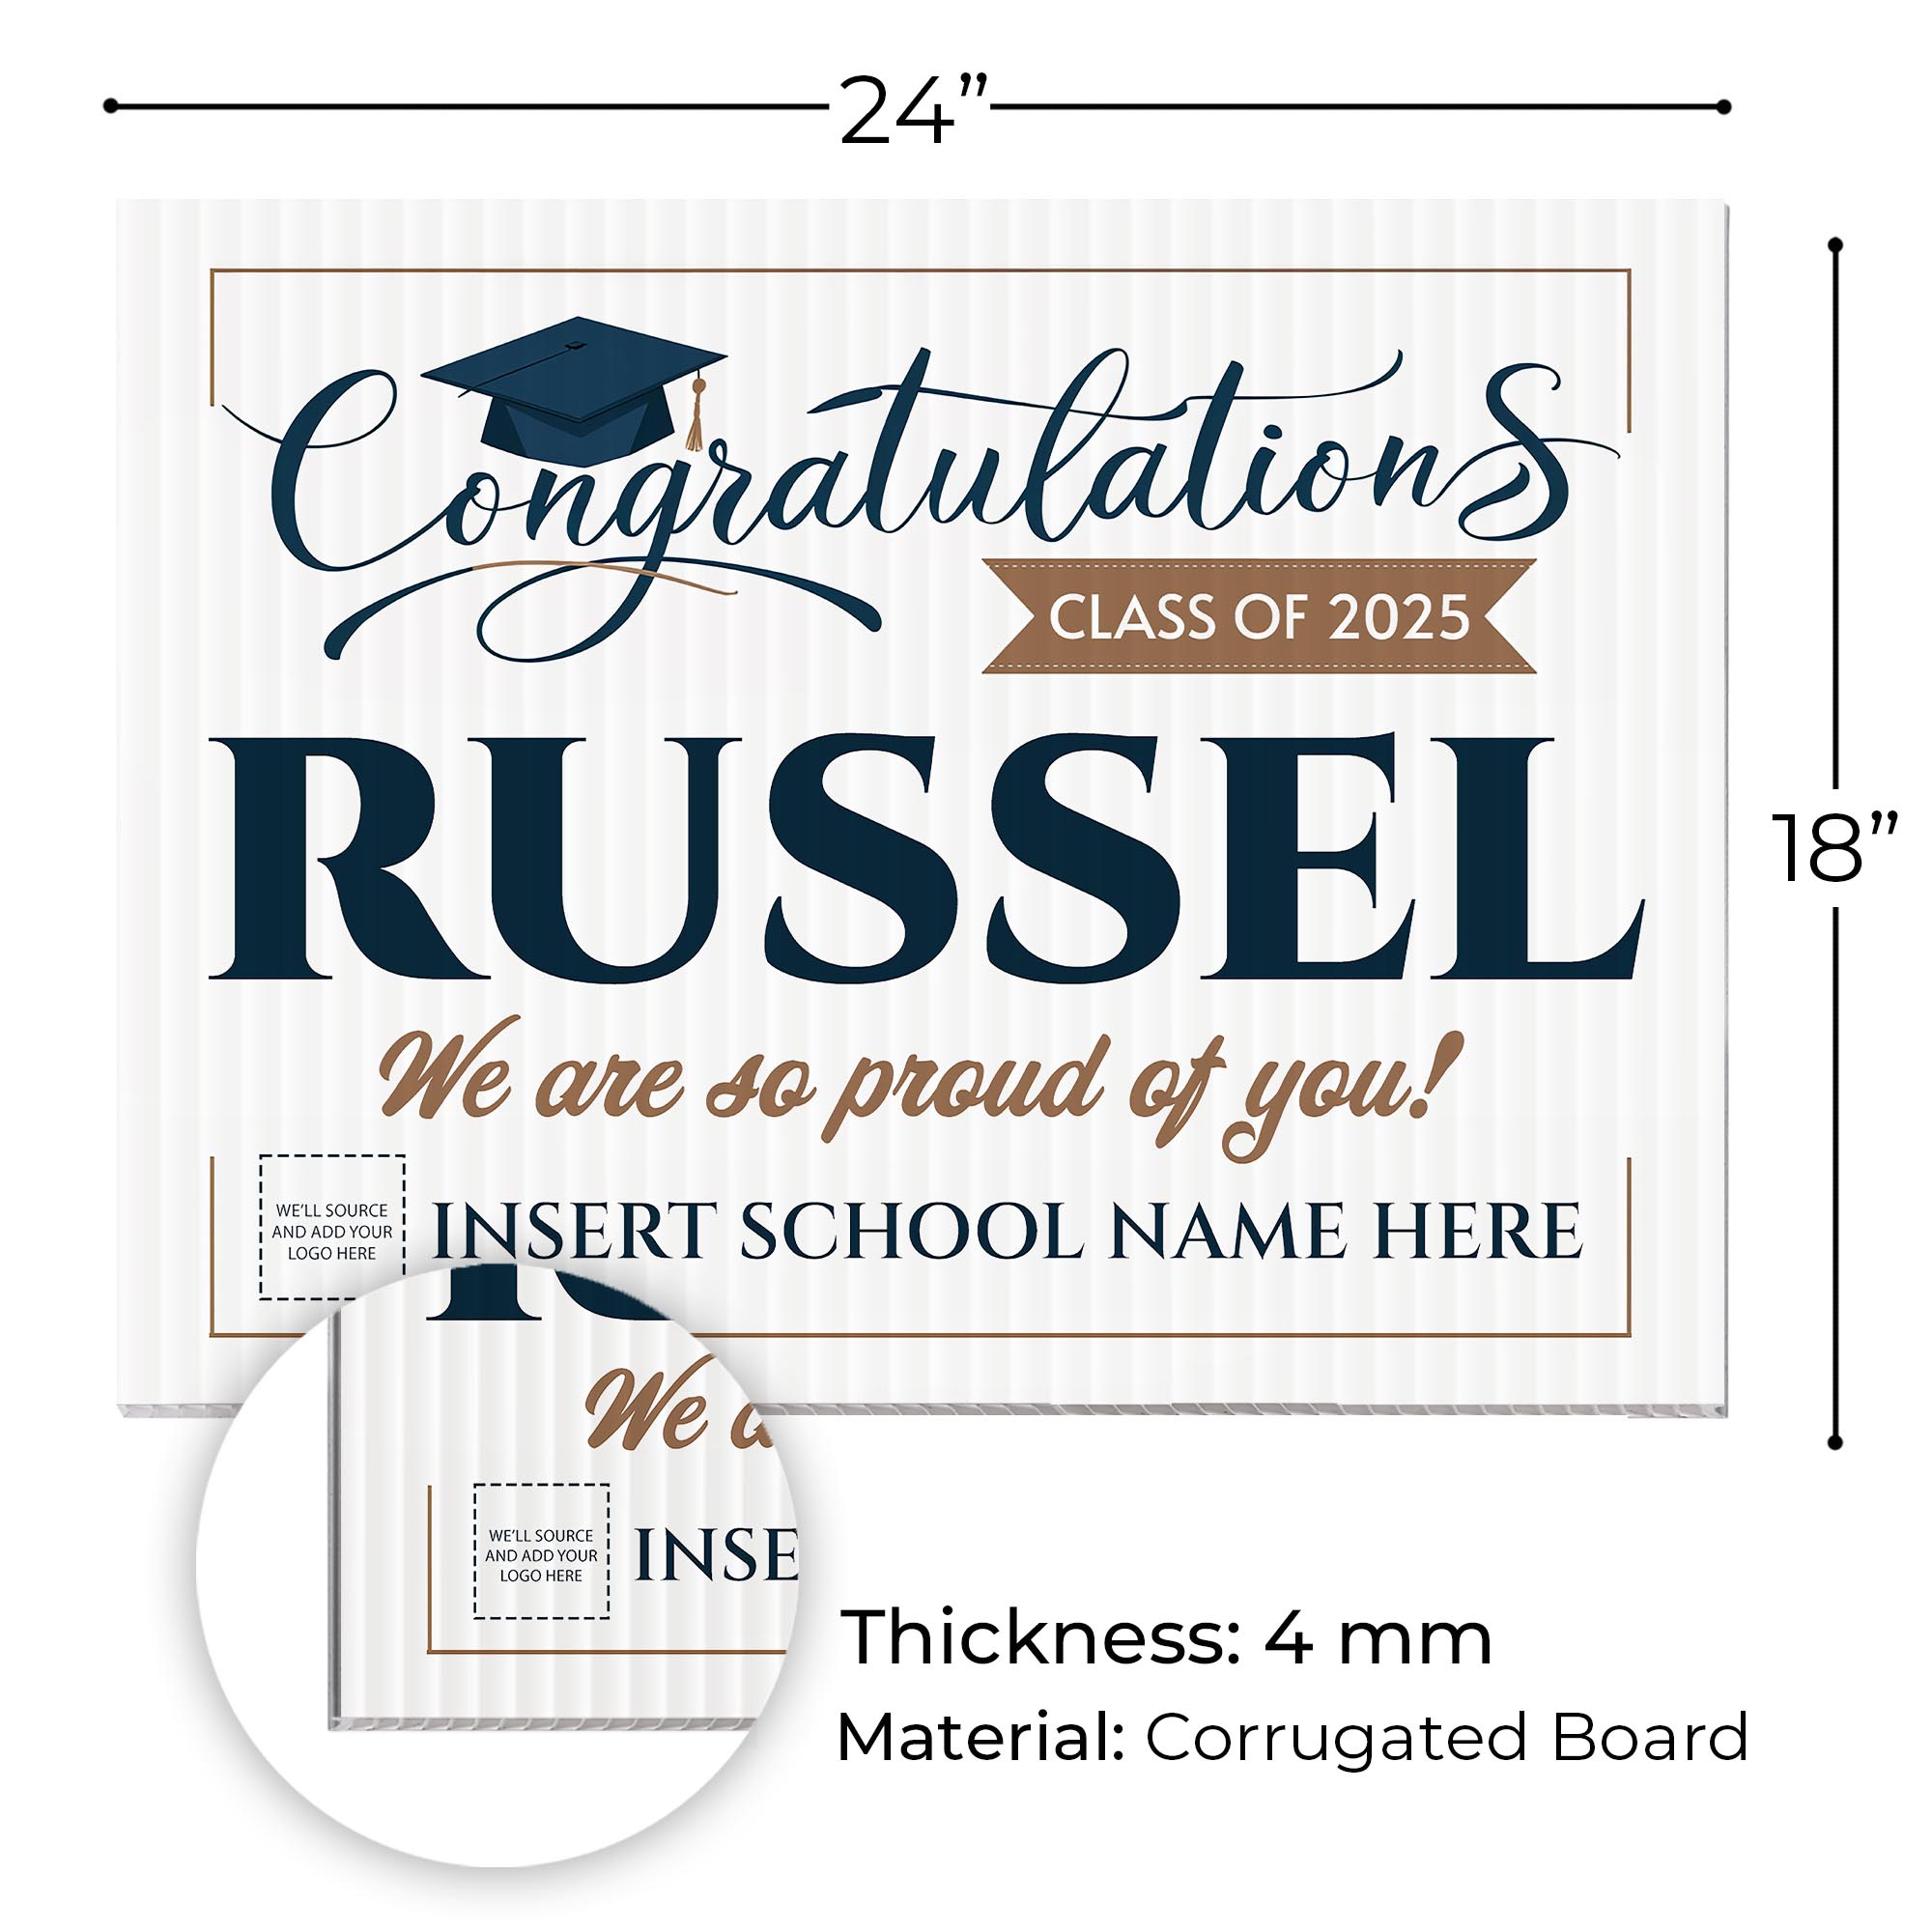 24”
Congratulations
CLASS OF 2025
RUSSEL
18”
We are so proud of you!
WE’LL SOURCE
AND ADD YOUR
LOGO HERE
INSERT SCHOOL NAME HERE
We a
WE’LL SOURCE
AND ADD YOUR
LOGO HERE
INSE
Thickness: 4 mm
Material: Corrugated Board